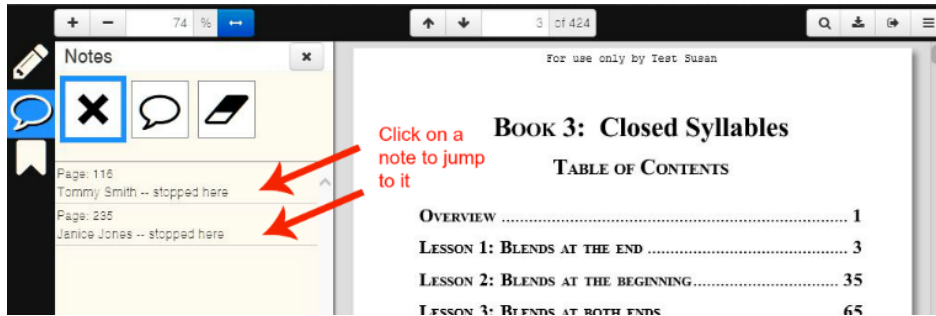 74 %
3 of 424
Notes
Page: 116
Tommy Smith -- stopped here
Page: 235
Janice Jones -- stopped here
Click on a
note to jump
to it
For use only by Test Susan
Book 3: Closed Syllables
Table of Contents
Overview ........................................ 1
Lesson 1: Blends at the end ........................................ 3
Lesson 2: Blends at the beginning ........................................ 35
Lesson 3: Blends at both ends ........................................ 65